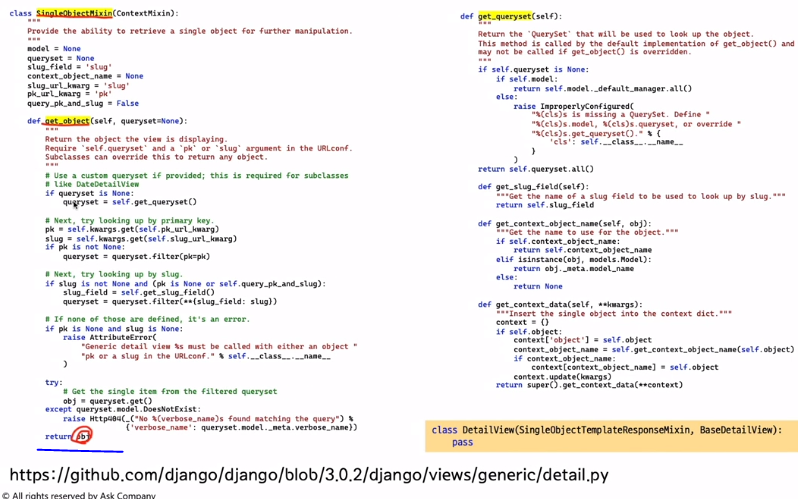 class SingleObjectMixin(ContextMixin):
"""
Provide the ability to retrieve a single object for further manipulation.
"""
model = None
queryset = None
slug_field = 'slug'
context_object_name = None
slug_url_kwarg = 'slug'
pk_url_kwarg = 'pk'
query_pk_and_slug = False
def get_object(self, queryset=None):
"""
Return the object the view is displaying.
Require `self.queryset` and a `pk` or `slug` argument in the URLconf.
Subclasses can override this to return any object.
"""
# Use a custom queryset if provided; this is required for subclasses
# like DateDetailView
if queryset is None:
queryset = self.get_queryset()
# Next, try looking up by primary key.
pk = self.kwargs.get(self.pk_url_kwarg)
slug = self.kwargs.get(self.slug_url_kwarg)
if pk is not None:
queryset = queryset.filter(pk=pk)
# Next, try looking up by slug.
if slug is not None and (pk is None or self.query_pk_and_slug):
slug_field = self.get_slug_field()
queryset = queryset.filter(**{slug_field: slug})
# If none of those are defined, it's an error.
if pk is None and slug is None:
raise AttributeError(
"Generic detail view %s must be called with either an object "
"pk or a slug in the URLconf." % self.__class__.__name__
)
try:
# Get the single item from the filtered queryset
obj = queryset.get()
except queryset.model.DoesNotExist:
raise Http404(_("No %(verbose_name)s found matching the query") %
{'verbose_name': queryset.model._meta.verbose_name})
return obj
def get_queryset(self):
"""
Return the `QuerySet` that will be used to look up the object.
This method is called by the default implementation of get_object() and
may not be called if get_object() is overridden.
"""
if self.queryset is None:
if self.model:
return self.model._default_manager.all()
else:
raise ImproperlyConfigured(
"%(cls)s is missing a QuerySet. Define "
"%(cls)s.model, %(cls)s.queryset, or override "
"%(cls)s.get_queryset()." % {
'cls': self.__class__.__name__
}
)
return self.queryset.all()
def get_slug_field(self):
"""Get the name of a slug field to be used to look up by slug."""
return self.slug_field
def get_context_object_name(self, obj):
"""Get the name to use for the object."""
if self.context_object_name:
return self.context_object_name
elif isinstance(obj, models.Model):
return obj._meta.model_name
else:
return None
def get_context_data(self, **kwargs):
"""Insert the single object into the context dict."""
context = {}
if self.object:
context['object'] = self.object
context_object_name = self.get_context_object_name(self.object)
if context_object_name:
context[context_object_name] = self.object
context.update(kwargs)
return super().get_context_data(**context)
class DetailView(SingleObjectTemplateResponseMixin, BaseDetailView):
pass
https://github.com/django/django/blob/3.0.2/django/views/generic/detail.py
© All rights reserved by Ask Company